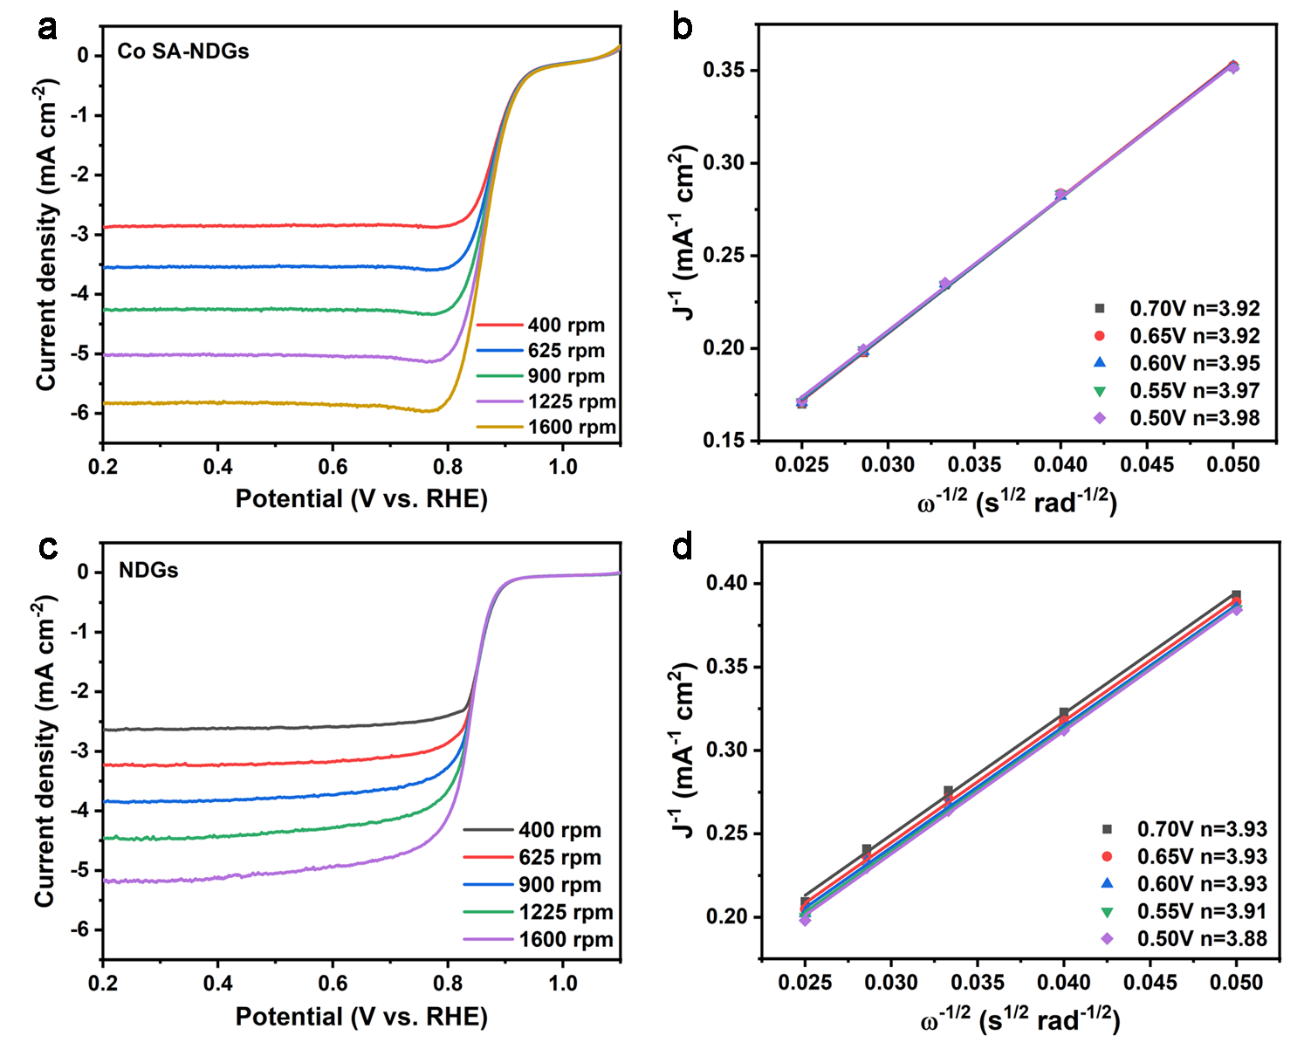 a
Co SA-NDGs
0
-1
-2
-3
-4
-5
-6
Current density (mA cm-2)
400 rpm
625 rpm
900 rpm
1225 rpm
1600 rpm
0.2 0.4 0.6 0.8 1.0
Potential (V vs. RHE)
b
0.35
0.30
0.25
0.20
0.15
J-1 (mA-1 cm2)
0.70V n=3.92
0.65V n=3.92
0.60V n=3.95
0.55V n=3.97
0.50V n=3.98
0.025 0.030 0.035 0.040 0.045 0.050
ω-1/2 (s1/2 rad-1/2)
c
NDGs
0
-1
-2
-3
-4
-5
-6
Current density (mA cm-2)
400 rpm
625 rpm
900 rpm
1225 rpm
1600 rpm
0.2 0.4 0.6 0.8 1.0
Potential (V vs. RHE)
d
0.40
0.35
0.30
0.25
0.20
J-1 (mA-1 cm2)
0.70V n=3.93
0.65V n=3.93
0.60V n=3.93
0.55V n=3.91
0.50V n=3.88
0.025 0.030 0.035 0.040 0.045 0.050
ω-1/2 (s1/2 rad-1/2)